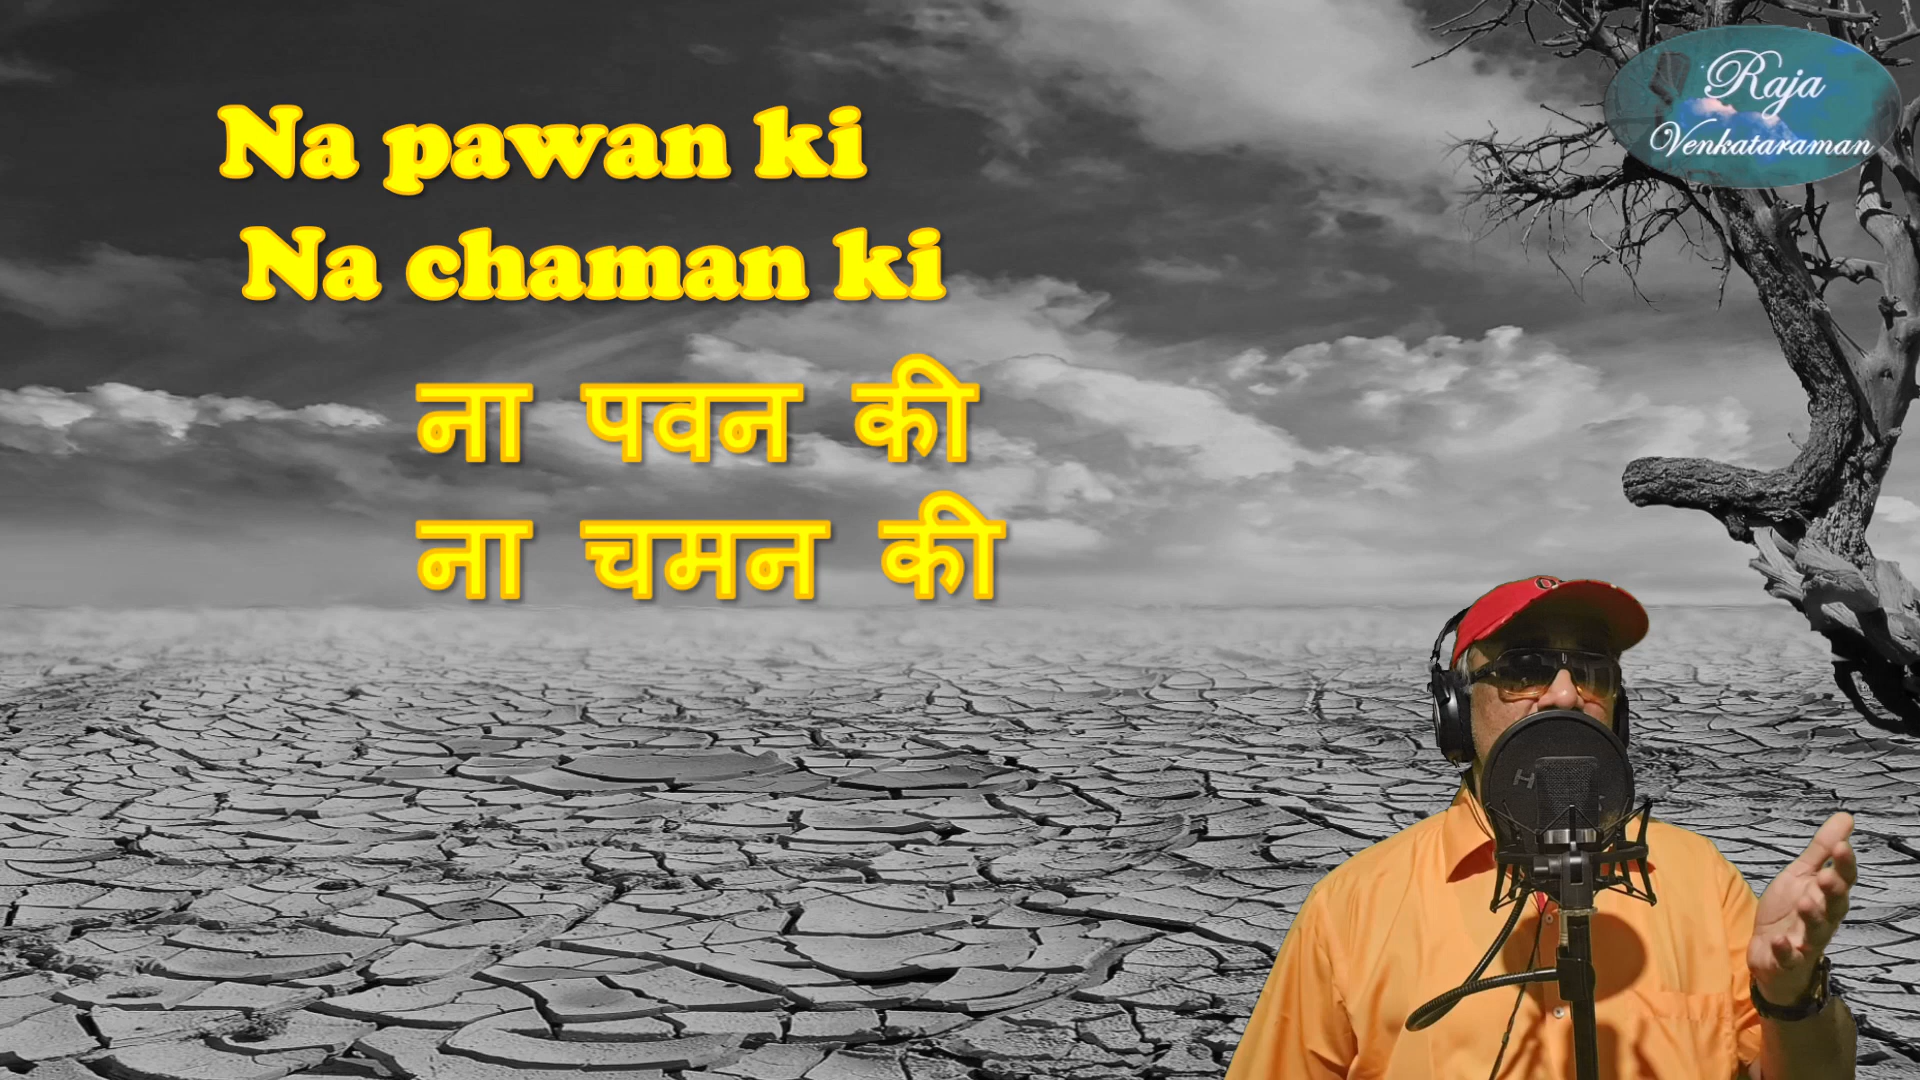 Raja
Venkataraman
Na pawan ki
Na chaman ki
ना पवन की
ना चमन की
H